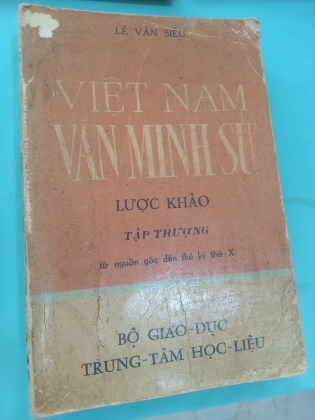 LÊ VĂN SIÊU
VIỆT NAM
VĂN MINH SỬ
LƯỢC KHẢO
TẬP THƯỢNG
từ nguồn gốc đến thế kỷ thứ X
BỘ GIÁO-DỤC
TRUNG-TÂM HỌC-LIỆU